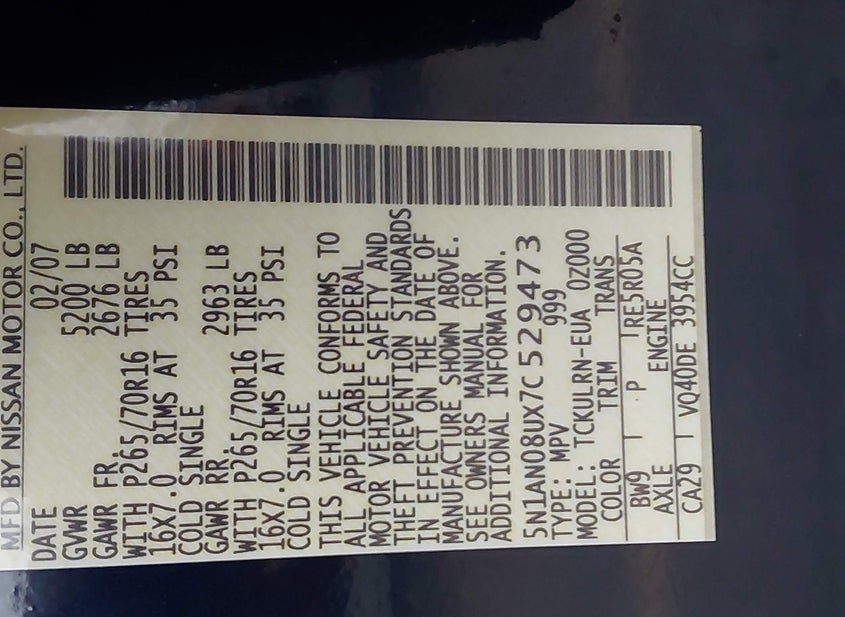 MFD BY NISSAN MOTOR CO., LTD.
DATE 02/07
GVWR 5200 LB
GAWR FR. 2676 LB
WITH P265/70R16 TIRES
16X7.0 RIMS AT 35 PSI
COLD SINGLE
GAWR RR. 2963 LB
WITH P265/70R16 TIRES
16X7.0 RIMS AT 35 PSI
COLD SINGLE
THIS VEHICLE CONFORMS TO
ALL APPLICABLE FEDERAL
MOTOR VEHICLE SAFETY AND
THEFT PREVENTION STANDARDS
IN EFFECT ON THE DATE OF
MANUFACTURE SHOWN ABOVE.
SEE OWNERS MANUAL FOR
ADDITIONAL INFORMATION.
5N1AN08UX7C529473
TYPE: MPV 999
MODEL: TCKULRN-EUA 0Z000
COLOR TRIM TRANS
BW9 P RE5R05A
AXLE ENGINE
CA29 VQ40DE 3954CC